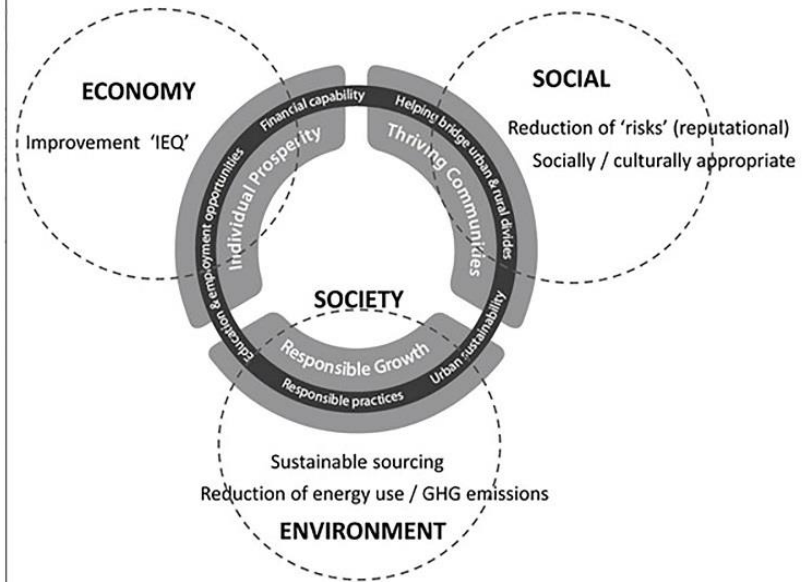 ECONOMY
Improvement ‘IEQ’
SOCIAL
Reduction of ‘risks’ (reputational)
Socially / culturally appropriate
Financial capability
Helping bridge urban & rural divides
Individual Prosperity
Thriving Communities
Education & employment opportunities
SOCIETY
Responsible Growth
Urban sustainability
Responsible practices
Sustainable sourcing
Reduction of energy use / GHG emissions
ENVIRONMENT